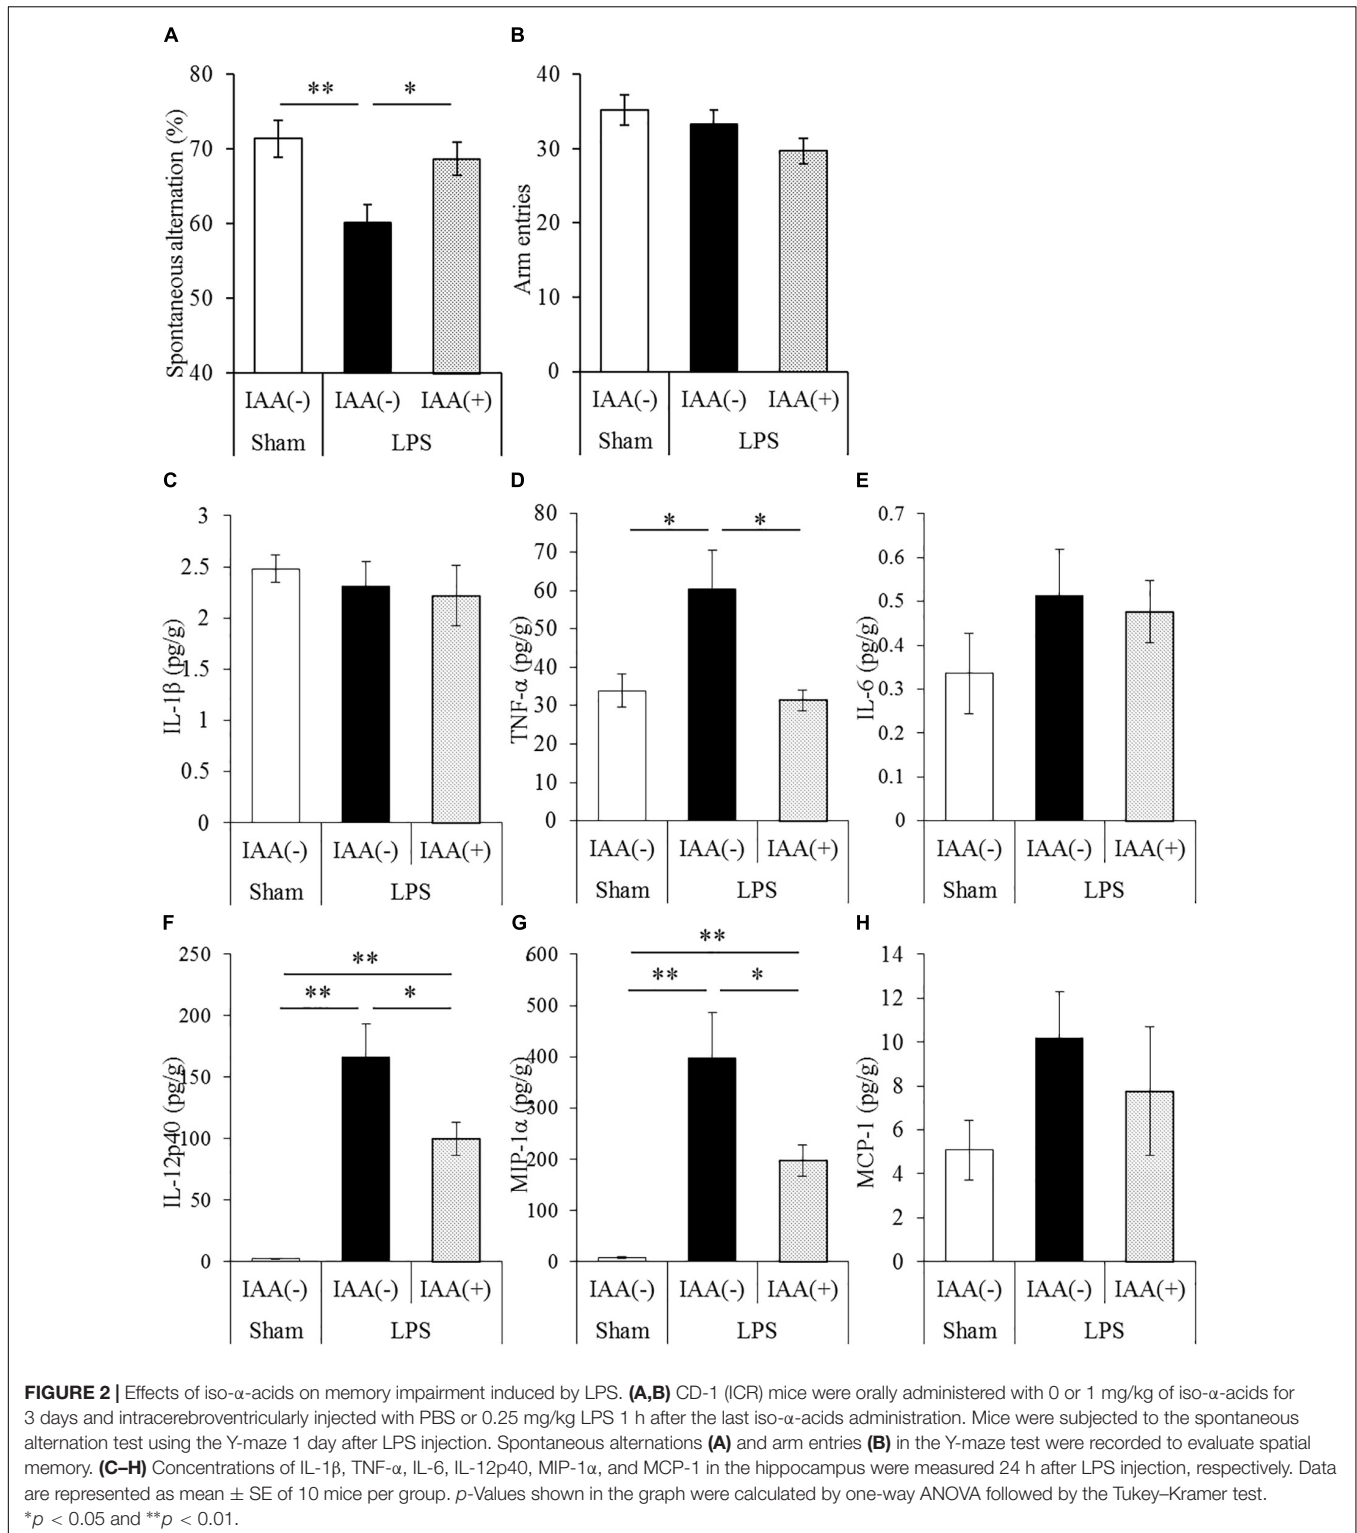 A
B
80
70
60
50
40
Spontaneous alternation (%)
** *
IAA(-) IAA(-) IAA(+)
Sham LPS
40
30
20
10
0
Arm entries
IAA(-) IAA(-) IAA(+)
Sham LPS
C
D
E
3
2.5
2
1.5
1
0.5
0
IL-1β (pg/g)
IAA(-) IAA(-) IAA(+)
Sham LPS
80
70
60
50
40
30
20
10
0
TNF-α (pg/g)
* *
IAA(-) IAA(-) IAA(+)
Sham LPS
0.7
0.6
0.5
0.4
0.3
0.2
0.1
0
IL-6 (pg/g)
IAA(-) IAA(-) IAA(+)
Sham LPS
F
G
H
250
200
150
100
50
0
IL-12p40 (pg/g)
**
** *
IAA(-) IAA(-) IAA(+)
Sham LPS
600
500
400
300
200
100
0
MIP-1α (pg/g)
**
** *
IAA(-) IAA(-) IAA(+)
Sham LPS
14
12
10
8
6
4
2
0
MCP-1 (pg/g)
IAA(-) IAA(-) IAA(+)
Sham LPS
FIGURE 2 | Effects of iso-α-acids on memory impairment induced by LPS. (A,B) CD-1 (ICR) mice were orally administered with 0 or 1 mg/kg of iso-α-acids for
3 days and intracerebroventricularly injected with PBS or 0.25 mg/kg LPS 1 h after the last iso-α-acids administration. Mice were subjected to the spontaneous
alternation test using the Y-maze 1 day after LPS injection. Spontaneous alternations (A) and arm entries (B) in the Y-maze test were recorded to evaluate spatial
memory. (C–H) Concentrations of IL-1β, TNF-α, IL-6, IL-12p40, MIP-1α, and MCP-1 in the hippocampus were measured 24 h after LPS injection, respectively. Data
are represented as mean ± SE of 10 mice per group. p-Values shown in the graph were calculated by one-way ANOVA followed by the Tukey–Kramer test.
*p < 0.05 and **p < 0.01.